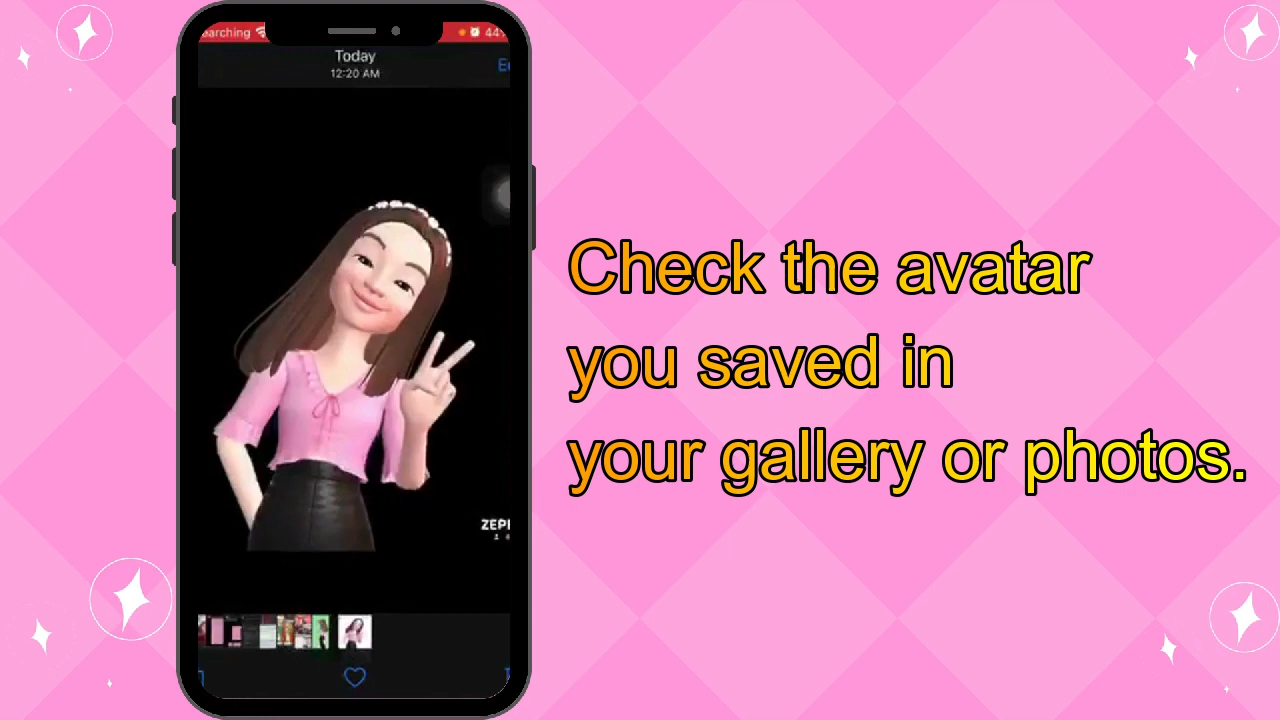 Today
12:20 AM
Check the avatar
you saved in
your gallery or photos.